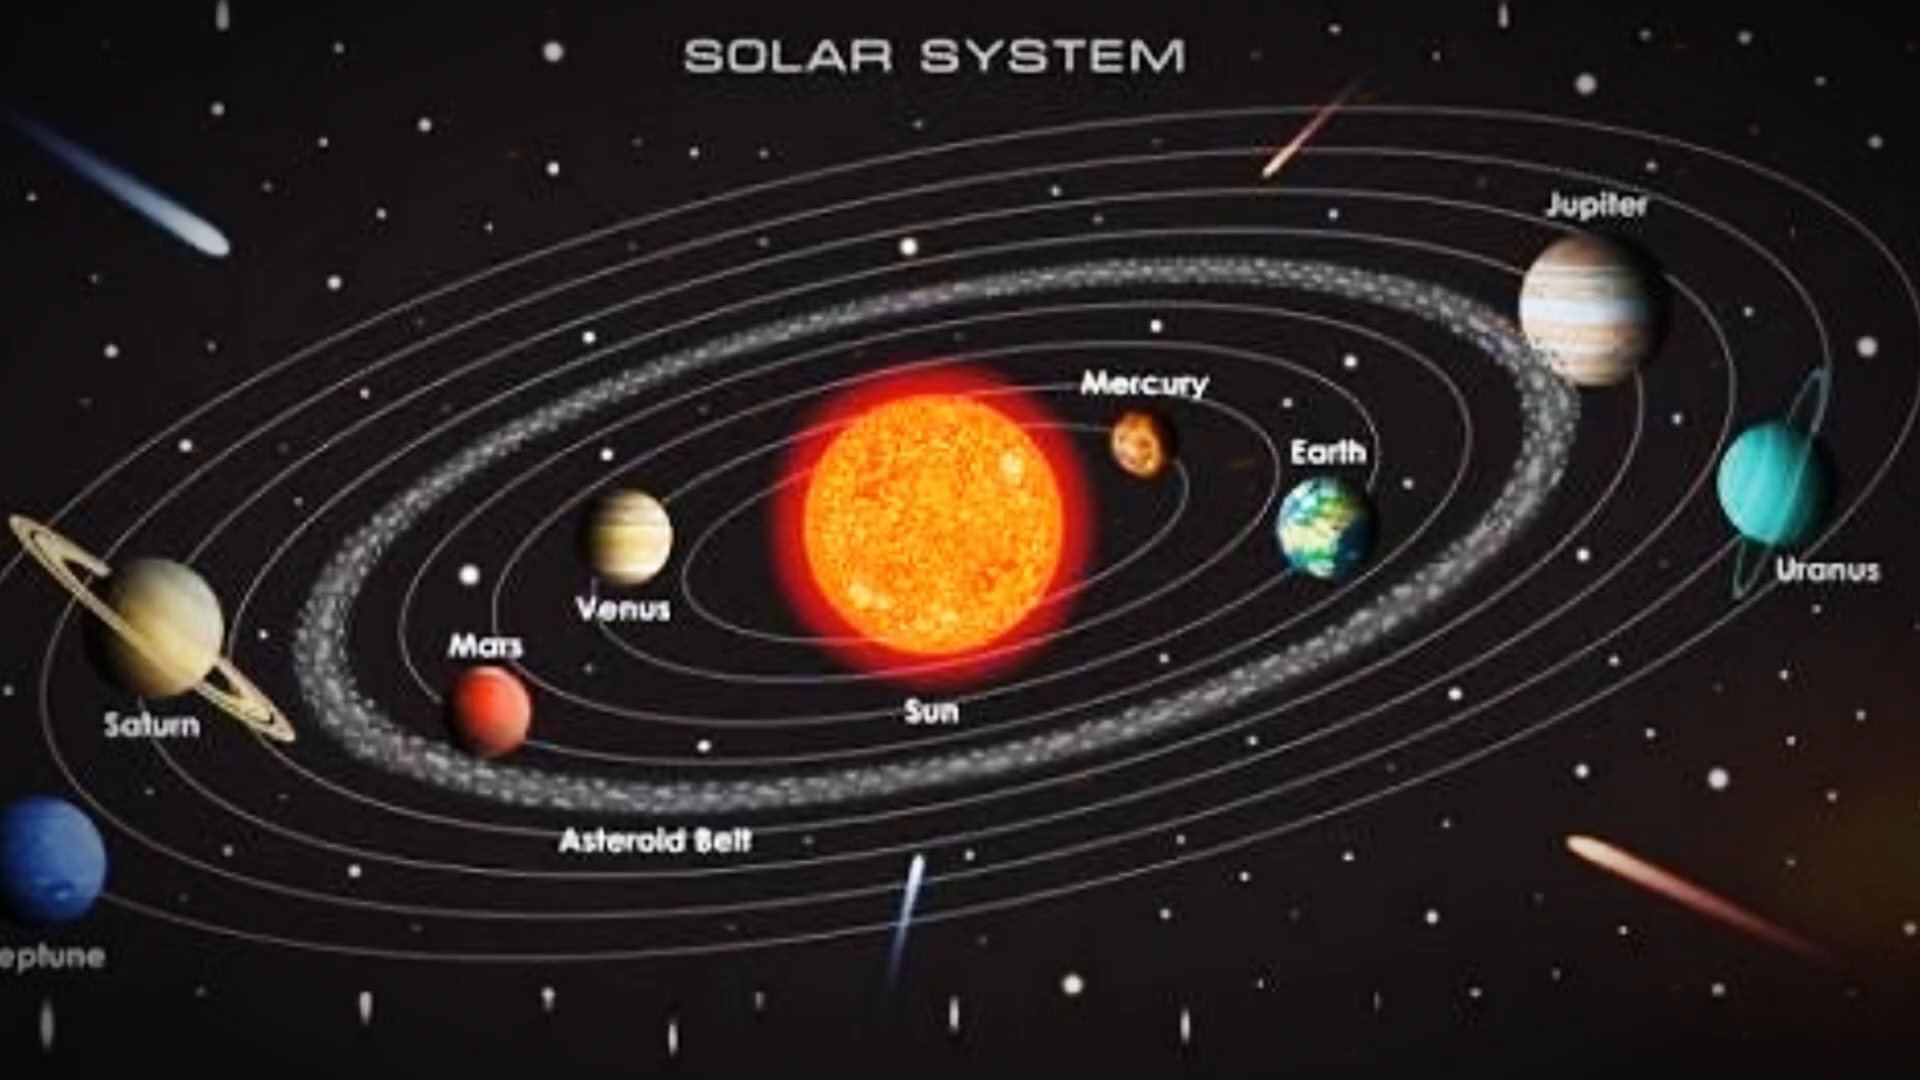 SOLAR SYSTEM
Jupiter
Mercury
Earth
Uranus
Venus
Mars
Sun
Saturn
Asteroid Belt
eptune